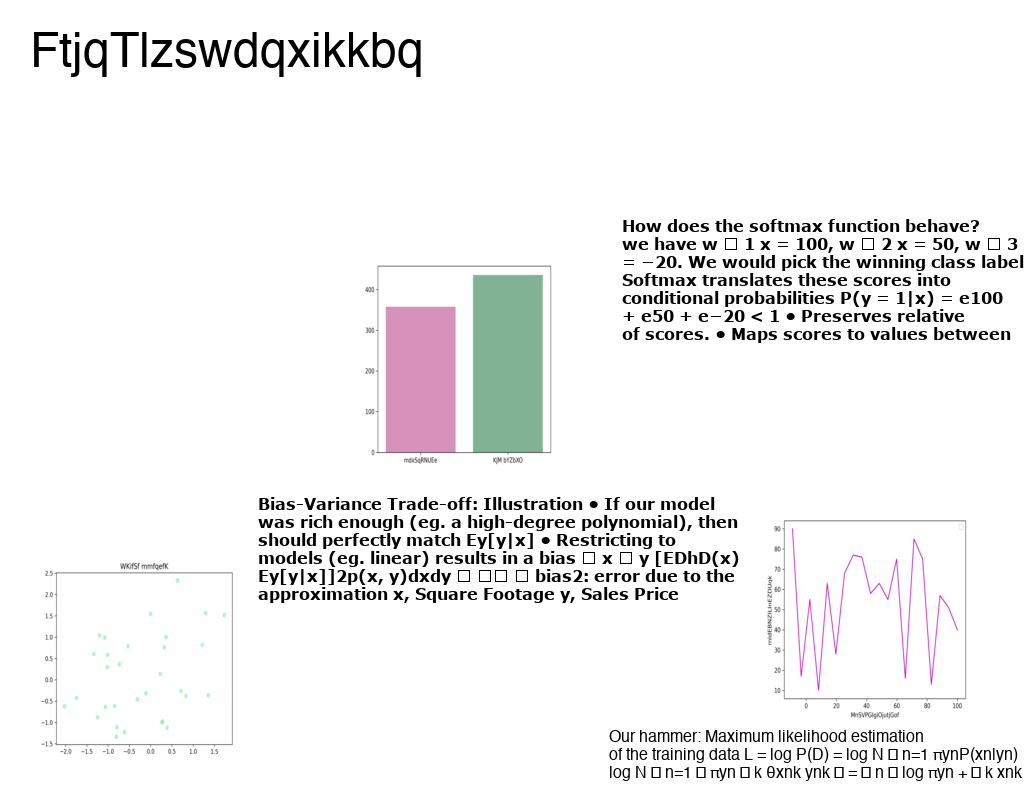 FtjqTlzswdqxikkbq
How does the softmax function behave?
we have w □ 1 x = 100, w □ 2 x = 50, w □ 3
= −20. We would pick the winning class label
Softmax translates these scores into
conditional probabilities P(y = 1|x) = e100
+ e50 + e−20 < 1 • Preserves relative
of scores. • Maps scores to values between
400
300
200
100
0
mdxSqRNUEe KJM bYZbXO
Bias-Variance Trade-off: Illustration • If our model
was rich enough (eg. a high-degree polynomial), then
should perfectly match Ey[y|x] • Restricting to
models (eg. linear) results in a bias □ x □ y [EDhD(x)
Ey[y|x]]2p(x, y)dxdy □ □□ □ bias2: error due to the
approximation x, Square Footage y, Sales Price
WKifSf mmfqefK
2.5
2.0
1.5
1.0
0.5
0.0
−0.5
−1.0
−1.5
−2.0 −1.5 −1.0 −0.5 0.0 0.5 1.0 1.5
90
80
70
60
50
40
30
20
10
0 20 40 60 80 100
MnSVPGlgiOjutjGof
Our hammer: Maximum likelihood estimation
of the training data L = log P(D) = log N □ n=1 πynP(xnlyn)
log N □ n=1 □ πyn □ k θxnk ynk □ = □ n □ log πyn + □ k xnk